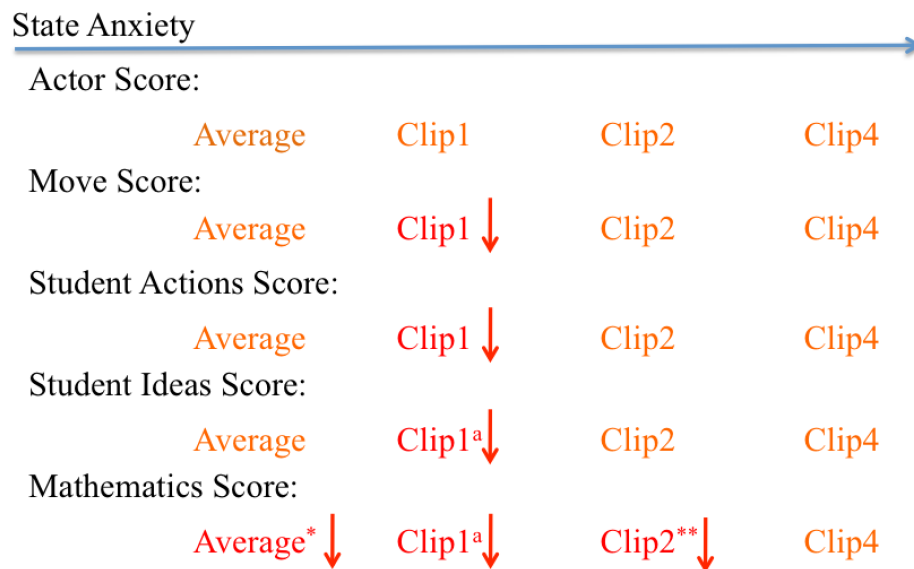 State Anxiety
Actor Score:
Average Clip1 Clip2 Clip4
Move Score:
Average Clip1 Clip2 Clip4
Student Actions Score:
Average Clip1 Clip2 Clip4
Student Ideas Score:
Average Clip1ᵃ Clip2 Clip4
Mathematics Score:
Average* Clip1ᵃ Clip2** Clip4